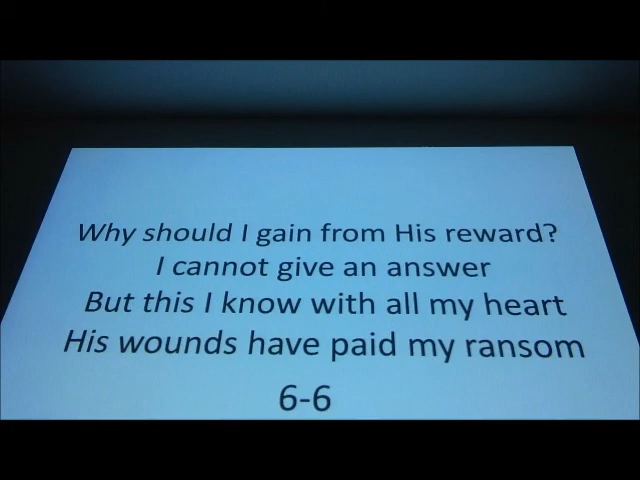 Why should I gain from His reward?
I cannot give an answer
But this I know with all my heart
His wounds have paid my ransom
6-6